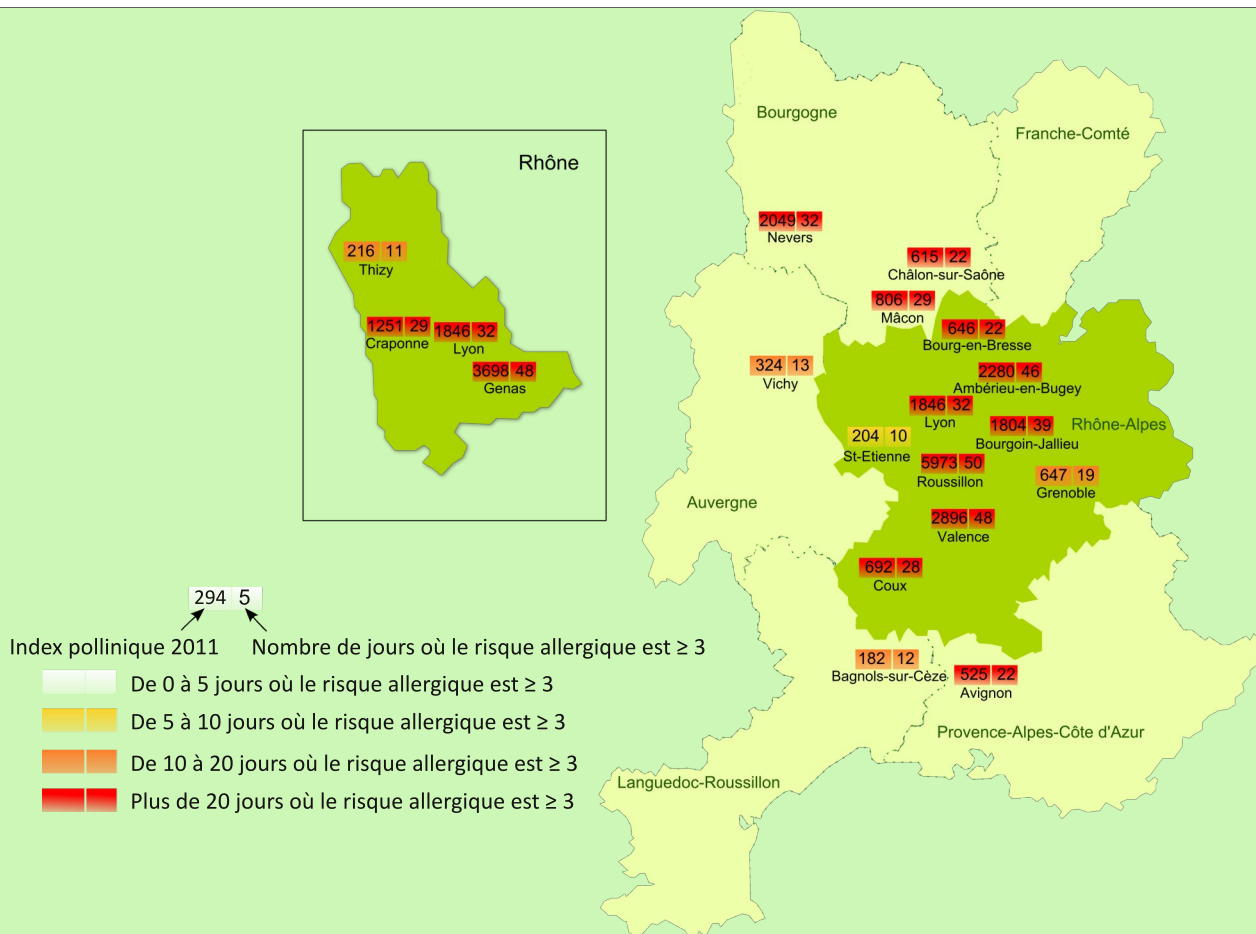 Rhône
216 11
Thizy
1251 29
Craponne
1846 32
Lyon
3698 48
Genas
Bourgogne
Franche-Comté
2049 32
Nevers
615 22
Châlon-sur-Saône
806 29
Mâcon
646 22
Bourg-en-Bresse
324 13
Vichy
2280 46
Ambérieu-en-Bugey
1846 32
Lyon
1804 39
Bourgoin-Jallieu
Rhône-Alpes
204 10
St-Etienne
5973 50
Roussillon
647 19
Grenoble
Auvergne
2896 48
Valence
692 28
Coux
182 12
Bagnols-sur-Cèze
525 22
Avignon
Provence-Alpes-Côte d'Azur
Languedoc-Roussillon
294 5
Index pollinique 2011 Nombre de jours où le risque allergique est ≥ 3
De 0 à 5 jours où le risque allergique est ≥ 3
De 5 à 10 jours où le risque allergique est ≥ 3
De 10 à 20 jours où le risque allergique est ≥ 3
Plus de 20 jours où le risque allergique est ≥ 3